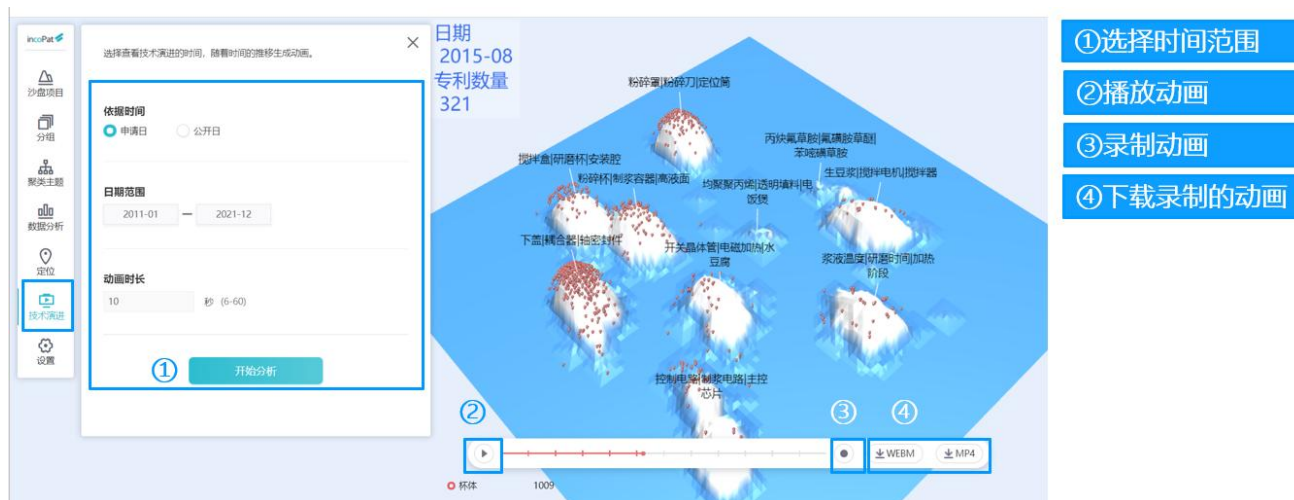 incoPat
沙盘项目
分组
聚类主题
数据分析
定位
技术演进
设置
选择查看技术演进的时间，随着时间的推移生成动画。
依据时间
申请日 公开日
日期范围
2011-01 — 2021-12
动画时长
10 秒 (6-60)
① 开始分析
日期
2015-08
专利数量
321
粉碎罩|粉碎刀|定位筒
丙炔氟草胺|氟磺胺草醚|
苯嘧磺草胺
搅拌盒|研磨杯|安装腔
粉碎杯|制浆容器|高液面
均聚聚丙烯|透明填料|电
饭煲
生豆浆|搅拌电机|搅拌器
下盖|耦合器|轴密封件
开关晶体管|电磁加热|水
豆腐
浆液温度|研磨时间|加热
阶段
控制电路|制浆电路|主控
芯片
② ③ ④
WEBM MP4
杯体 1009
①选择时间范围
②播放动画
③录制动画
④下载录制的动画